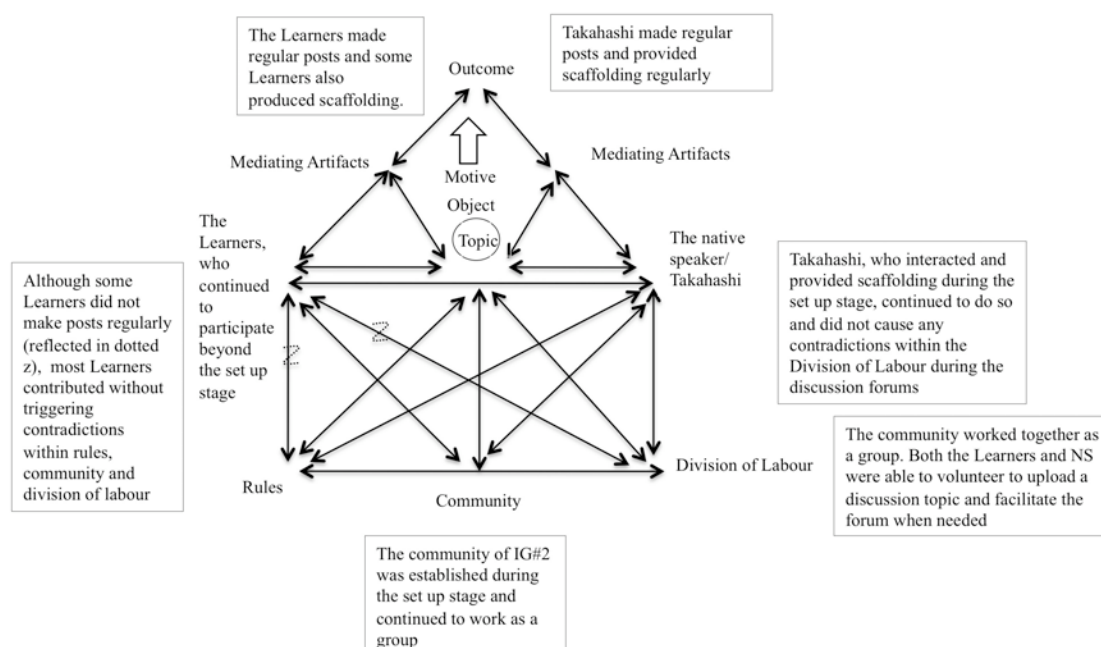 The Learners made
regular posts and some
Learners also
produced scaffolding.
Takahashi made regular
posts and provided
scaffolding regularly
Outcome
Mediating Artifacts
Mediating Artifacts
Motive
Object
Topic
The
Learners,
who
continued
to
participate
beyond
the set up
stage
The native
speaker/
Takahashi
Although some
Learners did not
make posts regularly
(reflected in dotted
z), most Learners
contributed without
triggering
contradictions
within rules,
community and
division of labour
Takahashi, who interacted and
provided scaffolding during the
set up stage, continued to do so
and did not cause any
contradictions within the
Division of Labour during the
discussion forums
Z
Z
Rules
Community
Division of Labour
The community worked together as
a group. Both the Learners and NS
were able to volunteer to upload a
discussion topic and facilitate the
forum when needed
The community of IG#2
was established during
the set up stage and
continued to work as a
group